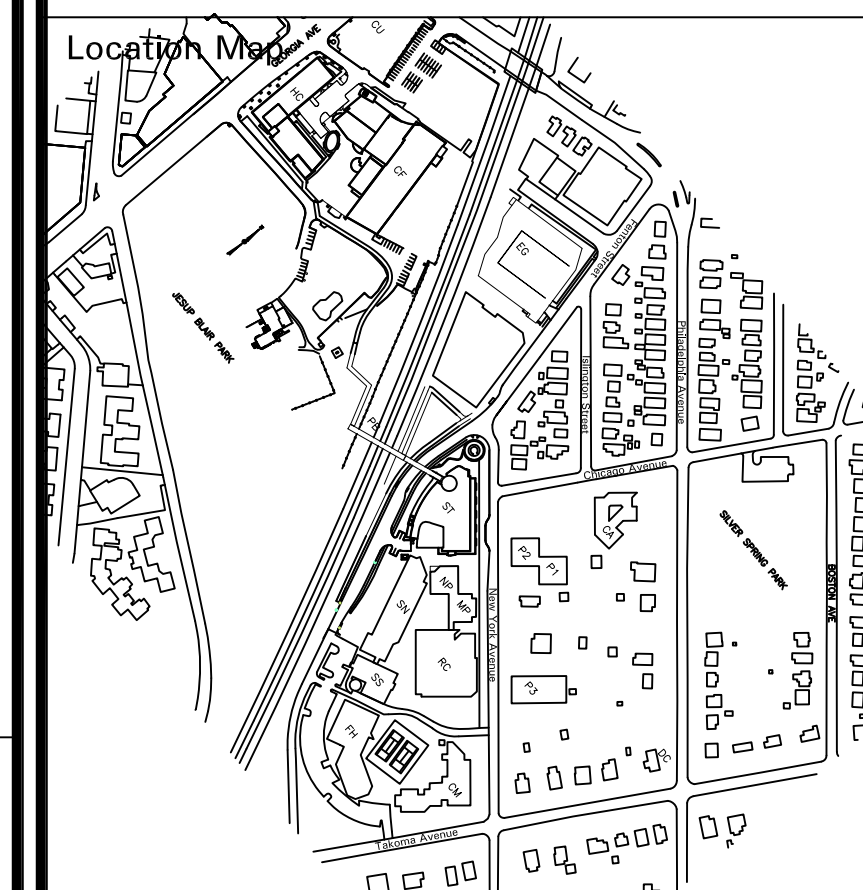 Location Map
GEORGIA AVE
CU
HC
CF
Fenton Street
EG
JESUP BLAIR PARK
Philadelphia Avenue
Islington Street
PB
Chicago Avenue
ST
CA
SILVER SPRING PARK
P2
P1
BOSTON AVE
NP
MP
SN
New York Avenue
RC
SS
P3
FH
DC
CM
Takoma Avenue